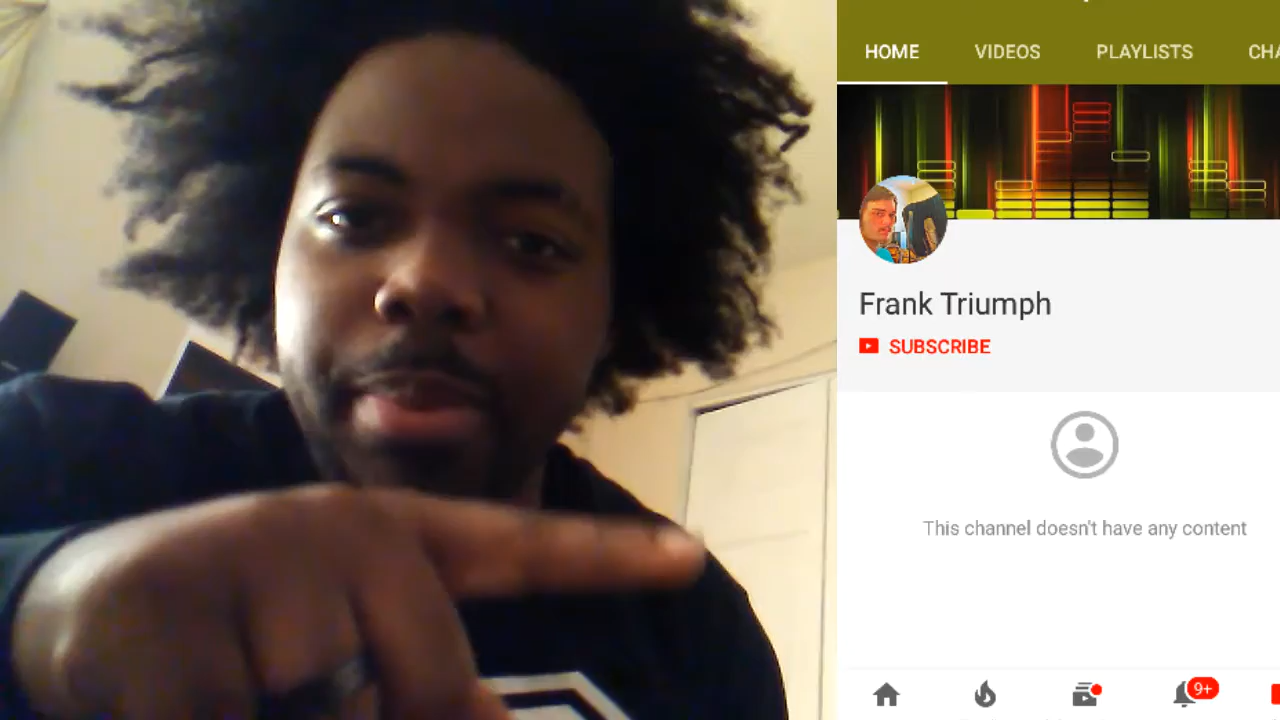 HOME VIDEOS PLAYLISTS CHA
Frank Triumph
SUBSCRIBE
This channel doesn't have any content
9+